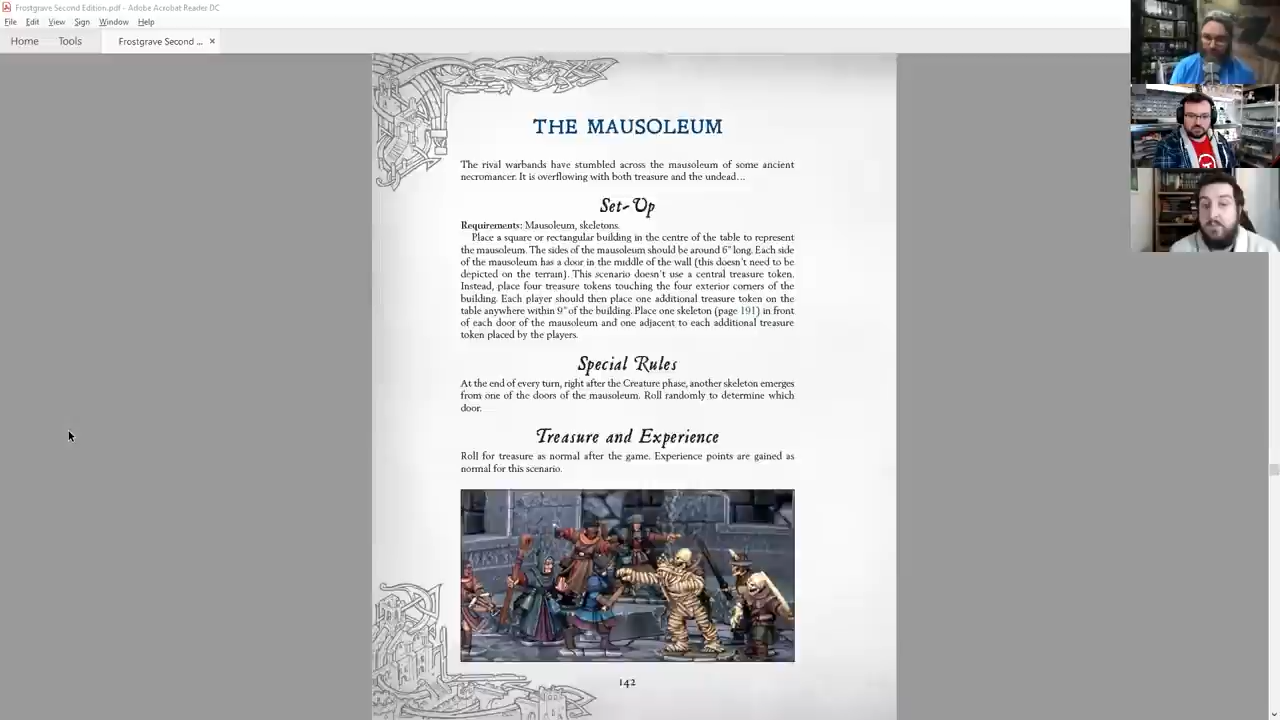 Frostgrave Second Edition.pdf - Adobe Acrobat Reader DC
File Edit View Sign Window Help
Home Tools Frostgrave Second ... ×
THE MAUSOLEUM
The rival warbands have stumbled across the mausoleum of some ancient
necromancer. It is overflowing with both treasure and the undead…
Set-Up
Requirements: Mausoleum, skeletons.
Place a square or rectangular building in the centre of the table to represent
the mausoleum. The sides of the mausoleum should be around 6" long. Each side
of the mausoleum has a door in the middle of the wall (this doesn't need to be
depicted on the terrain). This scenario doesn't use a central treasure token.
Instead, place four treasure tokens touching the four exterior corners of the
building. Each player should then place one additional treasure token on the
table anywhere within 9" of the building. Place one skeleton (page 191) in front
of each door of the mausoleum and one adjacent to each additional treasure
token placed by the players.
Special Rules
At the end of every turn, right after the Creature phase, another skeleton emerges
from one of the doors of the mausoleum. Roll randomly to determine which
door.
Treasure and Experience
Roll for treasure as normal after the game. Experience points are gained as
normal for this scenario.
142